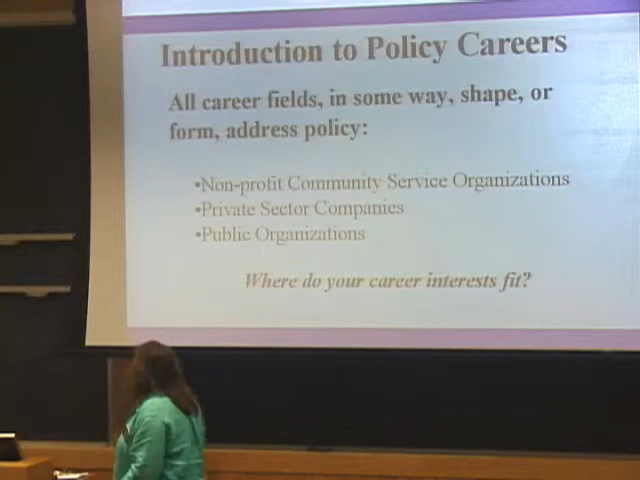 Introduction to Policy Careers
All career fields, in some way, shape, or
form, address policy:
•Non-profit Community Service Organizations
•Private Sector Companies
•Public Organizations
Where do your career interests fit?